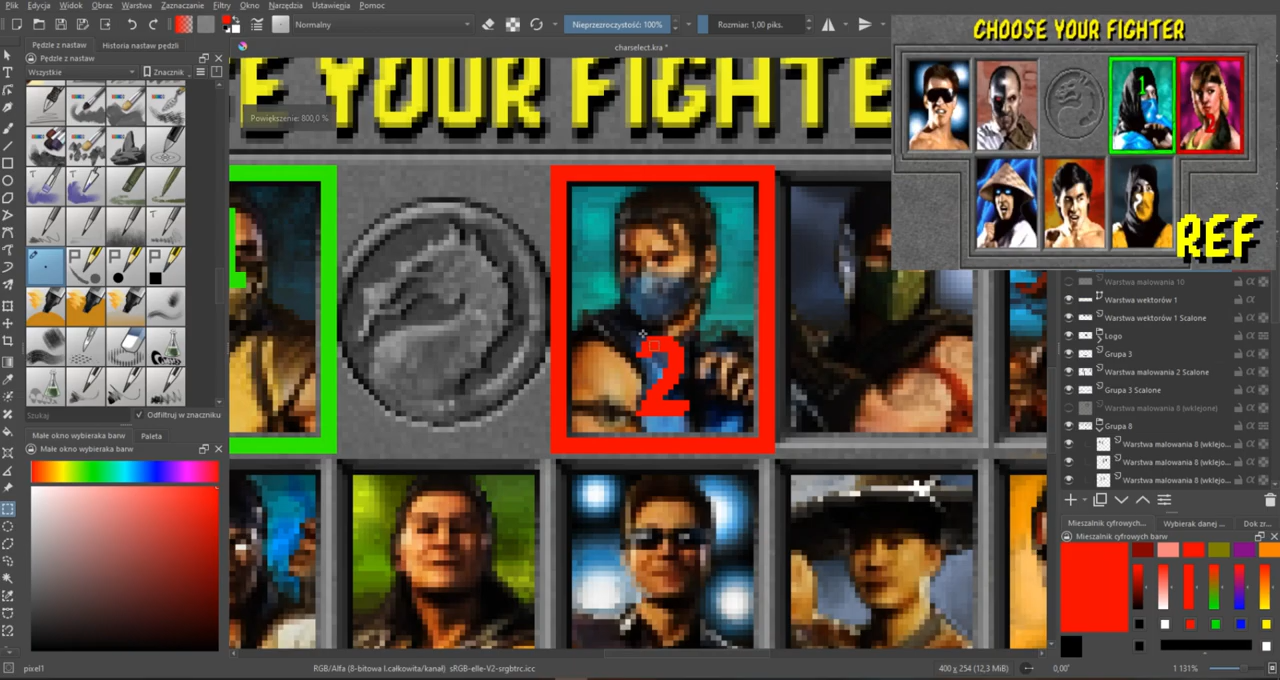 Plik Edycja Widok Obraz Warstwa Zaznaczanie Filtry Okno Narzędzia Ustawienia Pomoc
Normalny
Nieprzezroczystość: 100%
Rozmiar: 1,00 piks.
CHOOSE YOUR FIGHTER
Pędzle z nastaw
Historia nastaw pędzli
charselect.kra *
Pędzle z nastaw
Wszystkie
Znacznik
YOUR FIGHTE
Powiększenie: 800,0 %
1
2
REF
1
2
Warstwa malowania 10
Warstwa wektorów 1
Warstwa wektorów 1 Scalone
Logo
Grupa 3
Warstwa malowania 2 Scalone
Grupa 3 Scalone
Warstwa malowania 8 (wklejone)
Grupa 8
Warstwa malowania 8 (wklejo...
Warstwa malowania 8 (wklejo...
Warstwa malowania 8 (wklejo...
Szukaj
Odfiltruj w znaczniku
Małe okno wybieraka barw
Paleta
Małe okno wybieraka barw
Mieszalnik cyfrowych...
Wybierak danej ...
Dok zr...
Mieszalnik cyfrowych barw
pixel1
RGB/Alfa (8-bitowa l.całkowita/kanał) sRGB-elle-V2-srgbtrc.icc
400 x 254 (12,3 MiB)
0,00°
1 131%